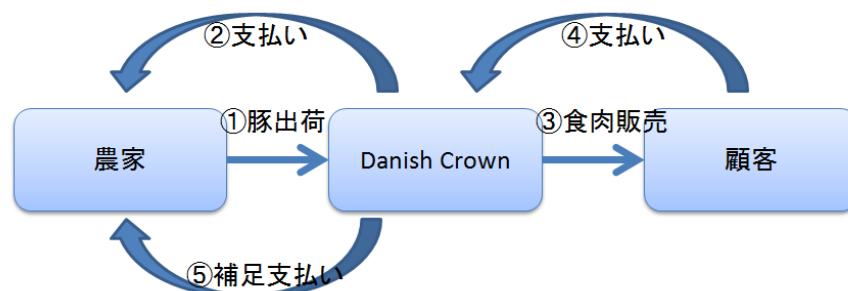 ②支払い
④支払い
①豚出荷
③食肉販売
農家
Danish Crown
顧客
⑤補足支払い